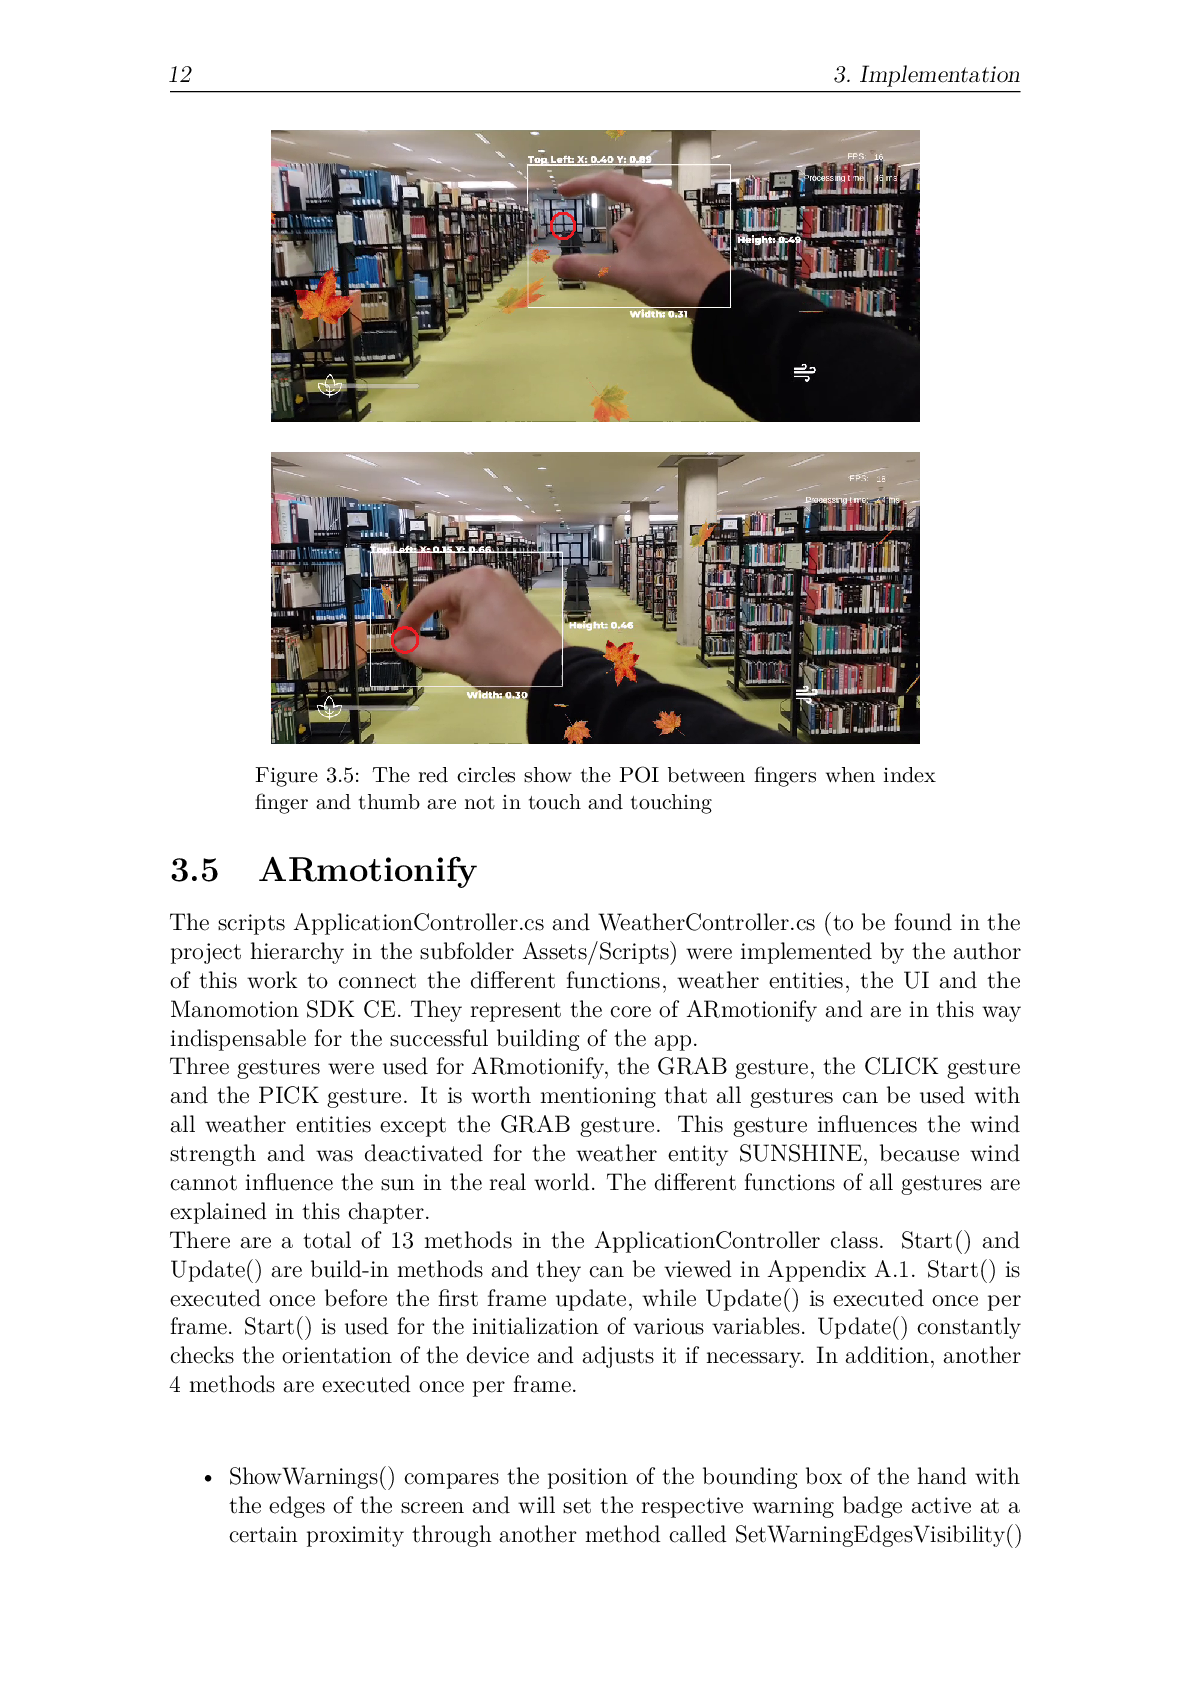 12 3. Implementation
Top Left: X: 0.40 Y: 0.89
FPS: 16
Processing time: 46 ms
Height: 0.49
Width: 0.31
FPS: 18
Processing time: ms
Top Left: X: 0.15 Y: 0.66
Height: 0.46
Width: 0.30
Figure 3.5: The red circles show the POI between fingers when index
finger and thumb are not in touch and touching
3.5 ARmotionify
The scripts ApplicationController.cs and WeatherController.cs (to be found in the
project hierarchy in the subfolder Assets/Scripts) were implemented by the author
of this work to connect the different functions, weather entities, the UI and the
Manomotion SDK CE. They represent the core of ARmotionify and are in this way
indispensable for the successful building of the app.
Three gestures were used for ARmotionify, the GRAB gesture, the CLICK gesture
and the PICK gesture. It is worth mentioning that all gestures can be used with
all weather entities except the GRAB gesture. This gesture influences the wind
strength and was deactivated for the weather entity SUNSHINE, because wind
cannot influence the sun in the real world. The different functions of all gestures are
explained in this chapter.
There are a total of 13 methods in the ApplicationController class. Start() and
Update() are build-in methods and they can be viewed in Appendix A.1. Start() is
executed once before the first frame update, while Update() is executed once per
frame. Start() is used for the initialization of various variables. Update() constantly
checks the orientation of the device and adjusts it if necessary. In addition, another
4 methods are executed once per frame.
• ShowWarnings() compares the position of the bounding box of the hand with
the edges of the screen and will set the respective warning badge active at a
certain proximity through another method called SetWarningEdgesVisibility()